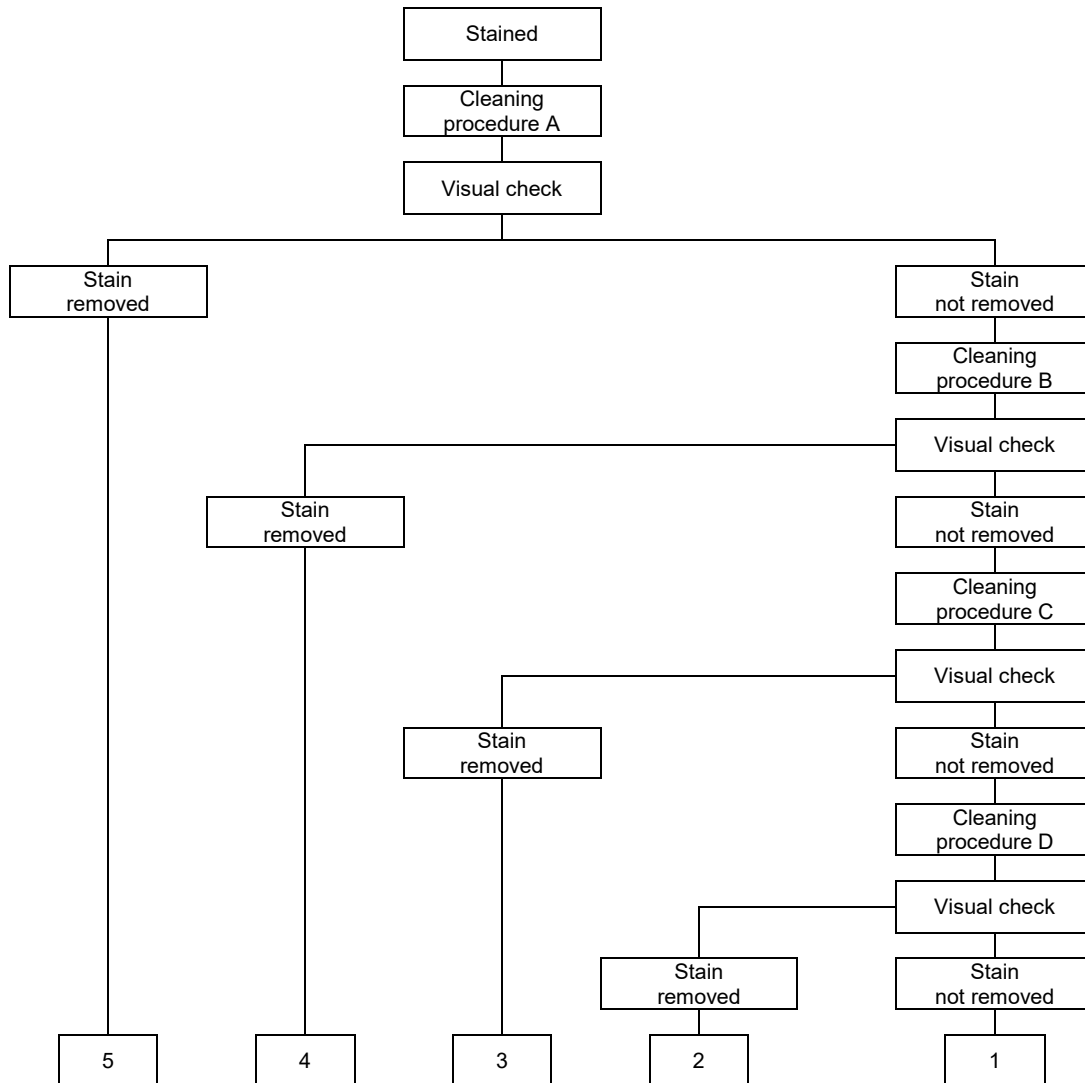 Stained
Cleaning
procedure A
Visual check
Stain
removed
Stain
not removed
Cleaning
procedure B
Visual check
Stain
removed
Stain
not removed
Cleaning
procedure C
Visual check
Stain
removed
Stain
not removed
Cleaning
procedure D
Visual check
Stain
removed
Stain
not removed
5
4
3
2
1